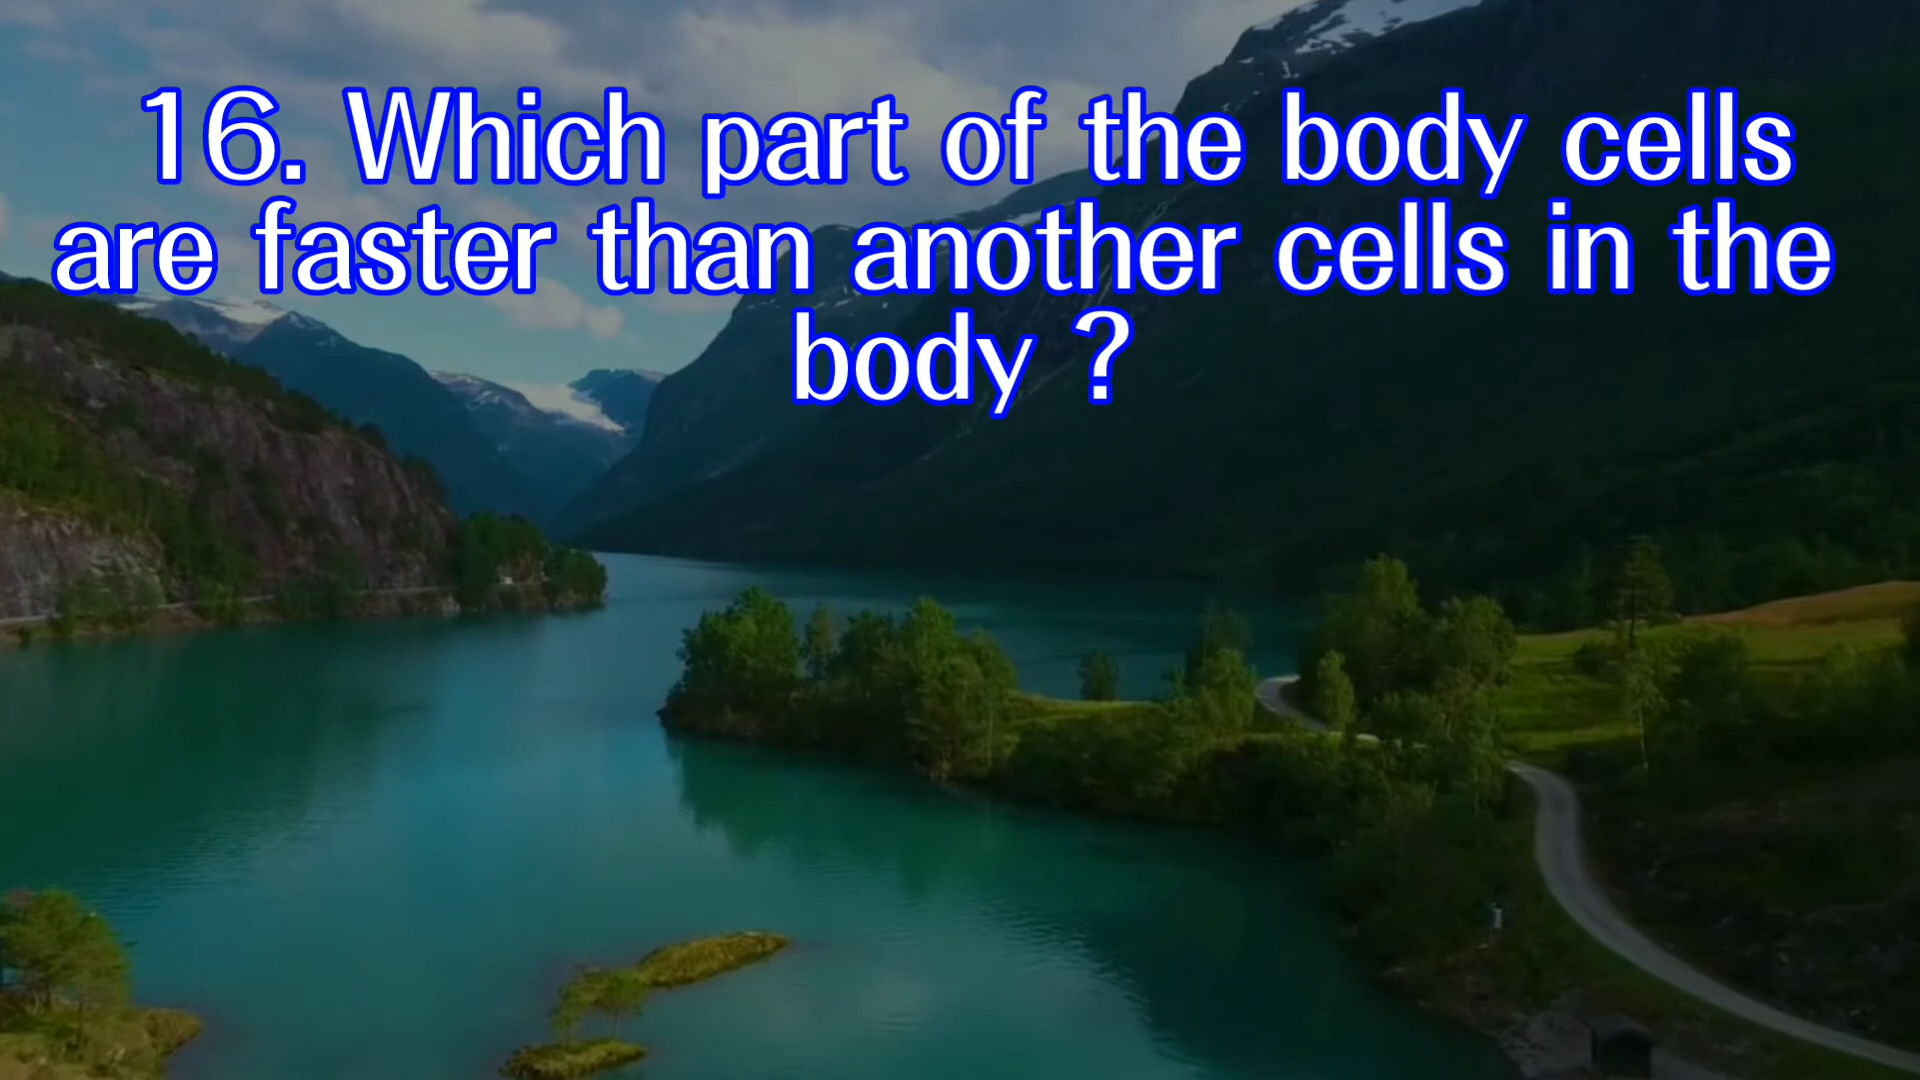 16. Which part of the body cells
are faster than another cells in the
body ?